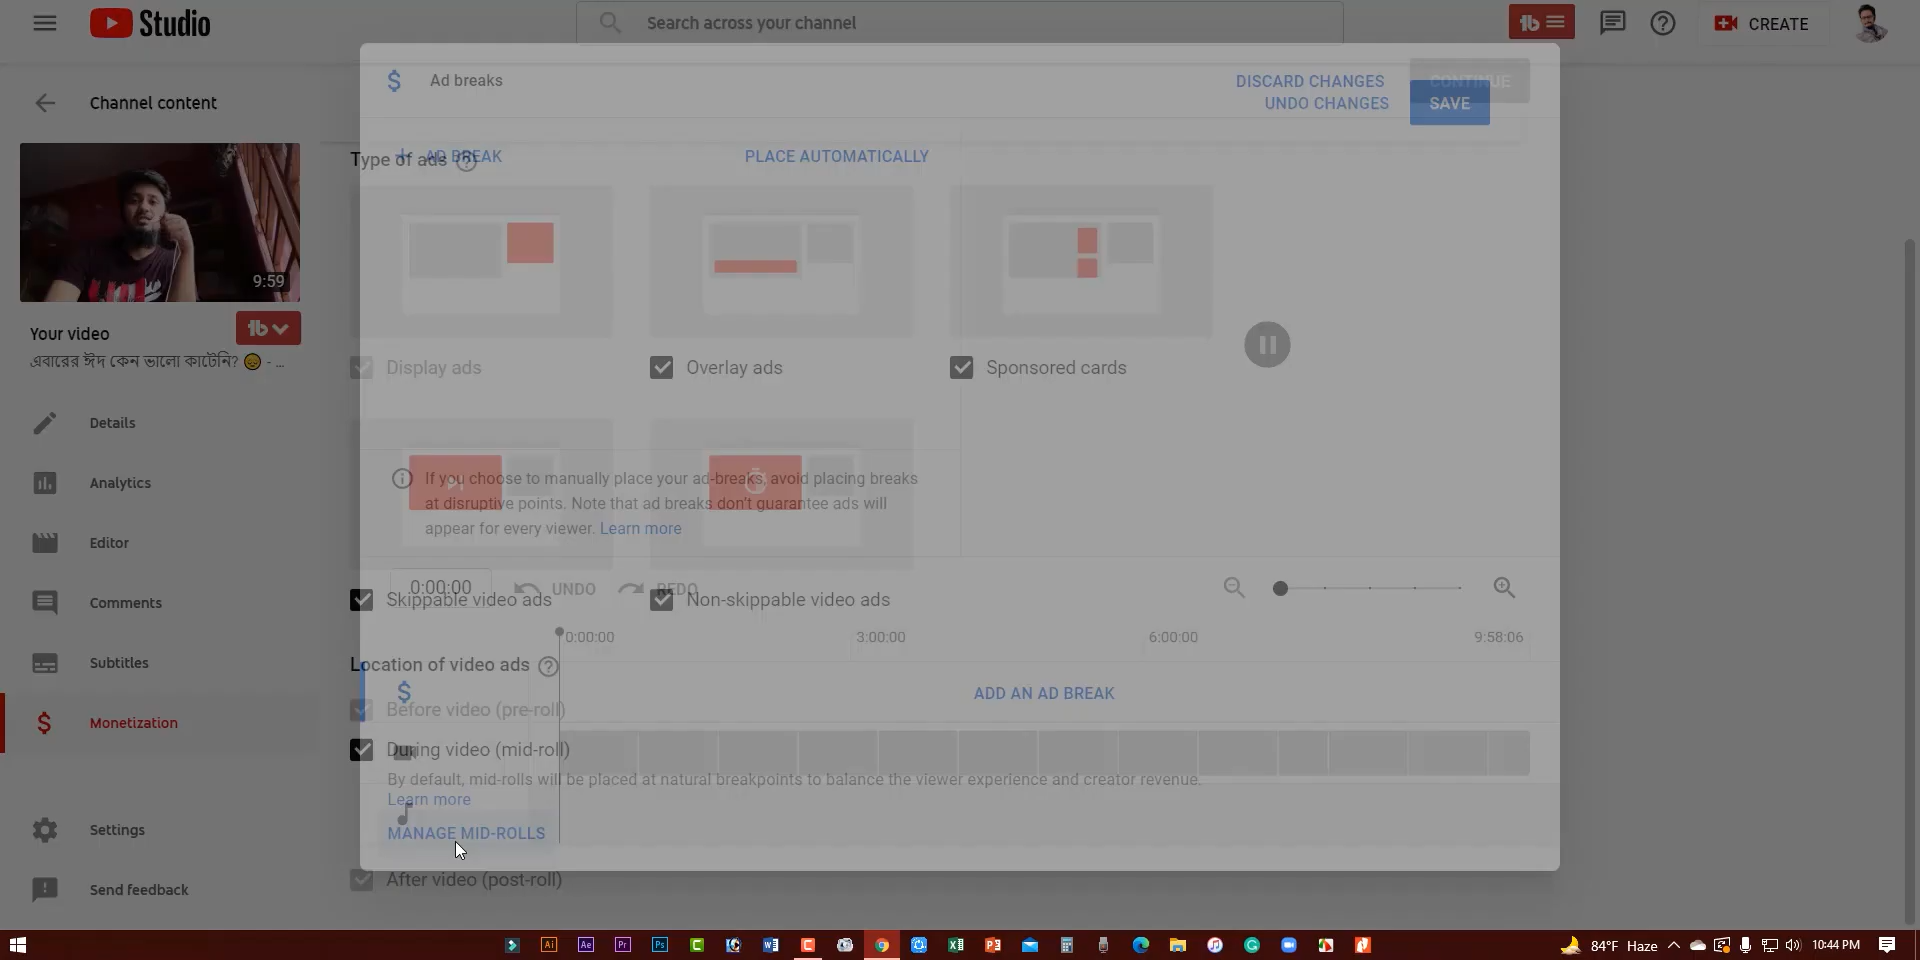 Studio
Search across your channel
CREATE
Channel content
9:59
Your video
এবারের ঈদ কেন ভালো কাটেনি? 😔 - ...
Details
Analytics
Editor
Comments
Subtitles
Monetization
Settings
Send feedback
Ad breaks
DISCARD CHANGES
CONTINUE
UNDO CHANGES
SAVE
Type of ads
+ AD BREAK
PLACE AUTOMATICALLY
Display ads
Overlay ads
Sponsored cards
If you choose to manually place your ad-breaks, avoid placing breaks
at disruptive points. Note that ad breaks don't guarantee ads will
appear for every viewer. Learn more
0:00:00
UNDO
REDO
Skippable video ads
Non-skippable video ads
0:00:00
3:00:00
6:00:00
9:58:06
Location of video ads
ADD AN AD BREAK
Before video (pre-roll)
During video (mid-roll)
By default, mid-rolls will be placed at natural breakpoints to balance the viewer experience and creator revenue.
Learn more
MANAGE MID-ROLLS
After video (post-roll)
84°F Haze
10:44 PM